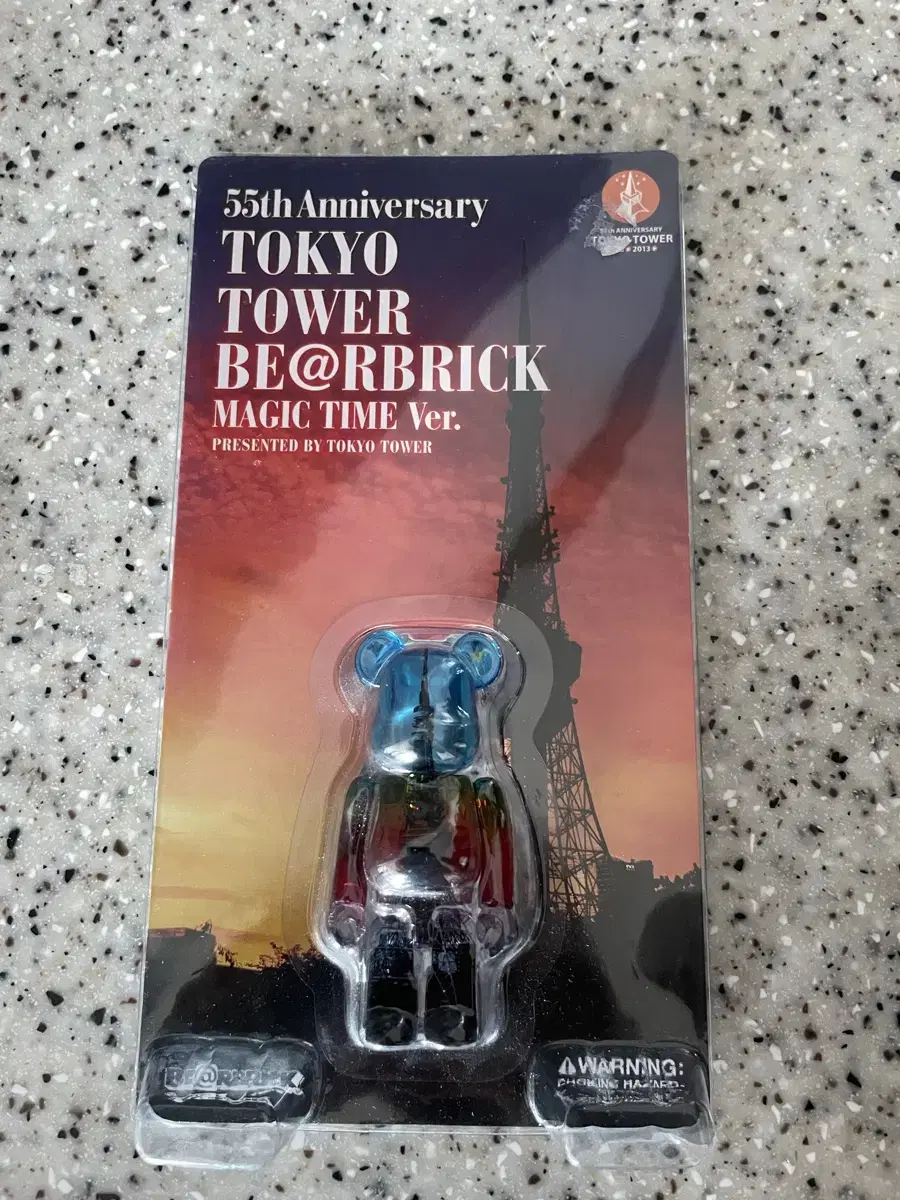 55th Anniversary
TOKYO
TOWER
BE@RBRICK
MAGIC TIME Ver.
PRESENTED BY TOKYO TOWER
ANNIVERSARY
TOKYO TOWER
2013
BE@RBRICK
WARNING:
CHOKING HAZARD-